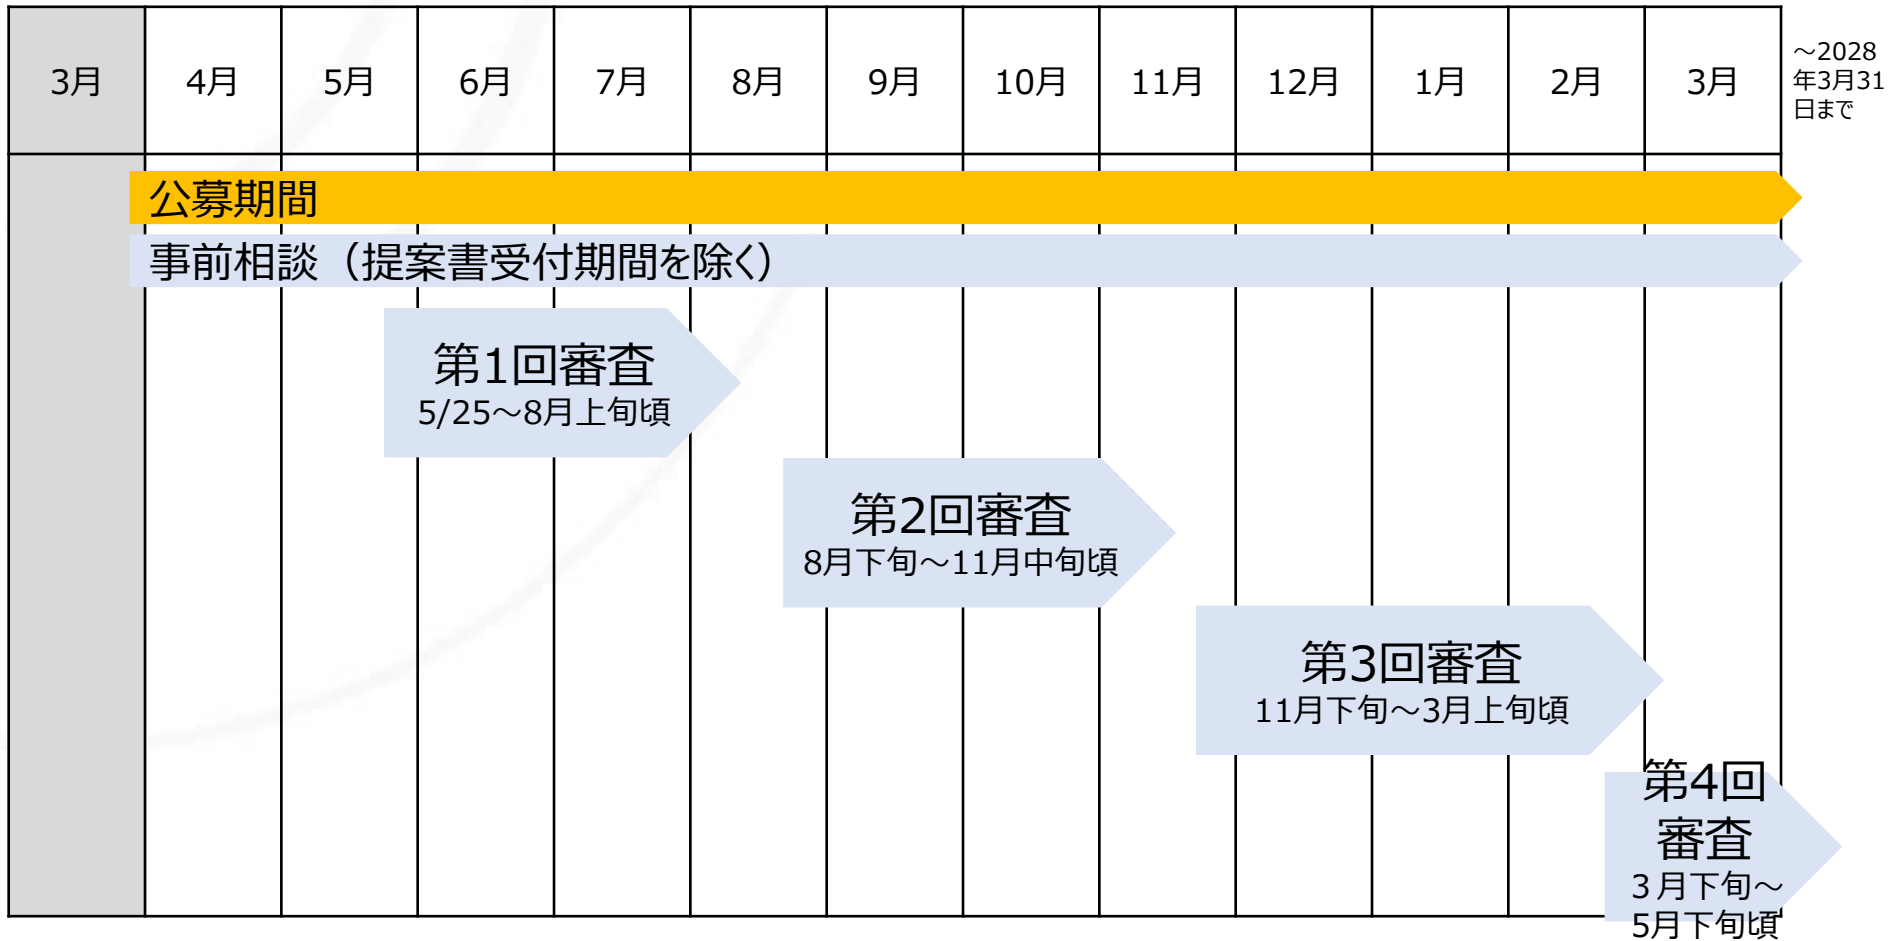 3月
4月
5月
6月
7月
8月
9月
10月
11月
12月
1月
2月
3月
～2028
年3月31
日まで
公募期間
事前相談（提案書受付期間を除く）
第1回審査
5/25～8月上旬頃
第2回審査
8月下旬～11月中旬頃
第3回審査
11月下旬～3月上旬頃
第4回
審査
３月下旬～
5月下旬頃